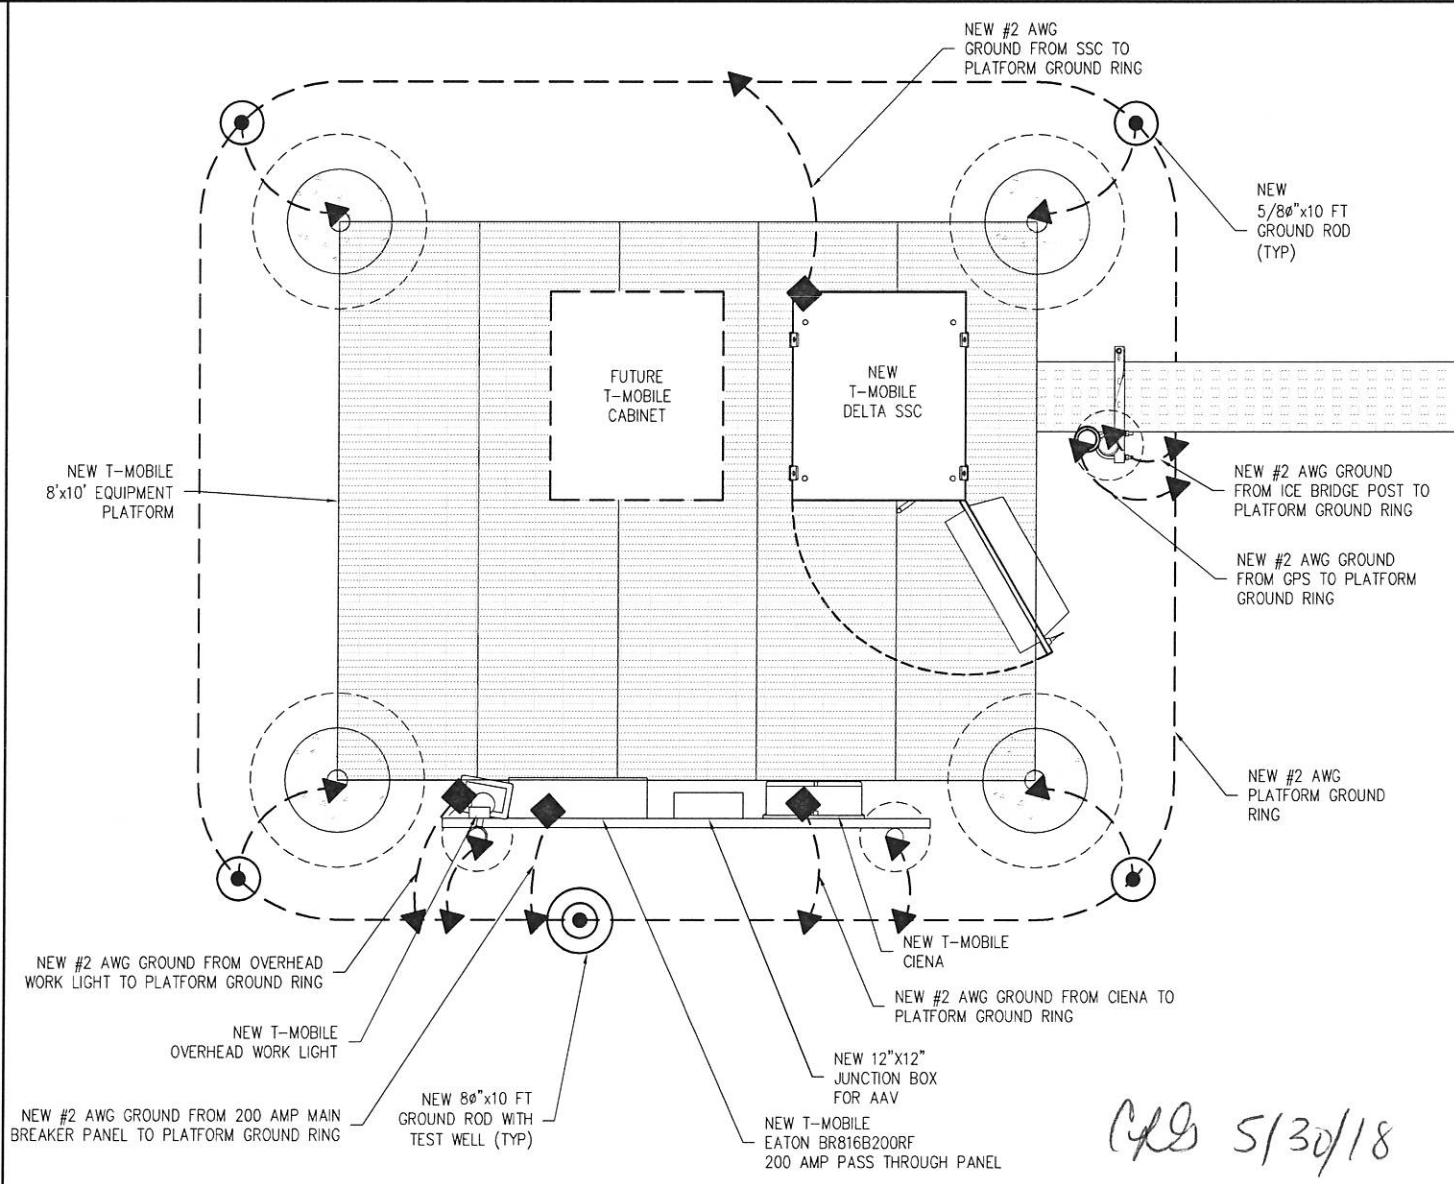 NEW #2 AWG
GROUND FROM SSC TO
PLATFORM GROUND RING
NEW
5/8ø"x10 FT
GROUND ROD
(TYP)
FUTURE
T-MOBILE
CABINET
NEW
T-MOBILE
DELTA SSC
NEW T-MOBILE
8'x10' EQUIPMENT
PLATFORM
NEW #2 AWG GROUND
FROM ICE BRIDGE POST TO
PLATFORM GROUND RING
NEW #2 AWG GROUND
FROM GPS TO PLATFORM
GROUND RING
NEW #2 AWG
PLATFORM GROUND
RING
NEW #2 AWG GROUND FROM OVERHEAD
WORK LIGHT TO PLATFORM GROUND RING
NEW T-MOBILE
OVERHEAD WORK LIGHT
NEW #2 AWG GROUND FROM 200 AMP MAIN
BREAKER PANEL TO PLATFORM GROUND RING
NEW 8ø"x10 FT
GROUND ROD WITH
TEST WELL (TYP)
NEW T-MOBILE
CIENA
NEW #2 AWG GROUND FROM CIENA TO
PLATFORM GROUND RING
NEW 12"X12"
JUNCTION BOX
FOR AAV
NEW T-MOBILE
EATON BR816B200RF
200 AMP PASS THROUGH PANEL
5/30/18